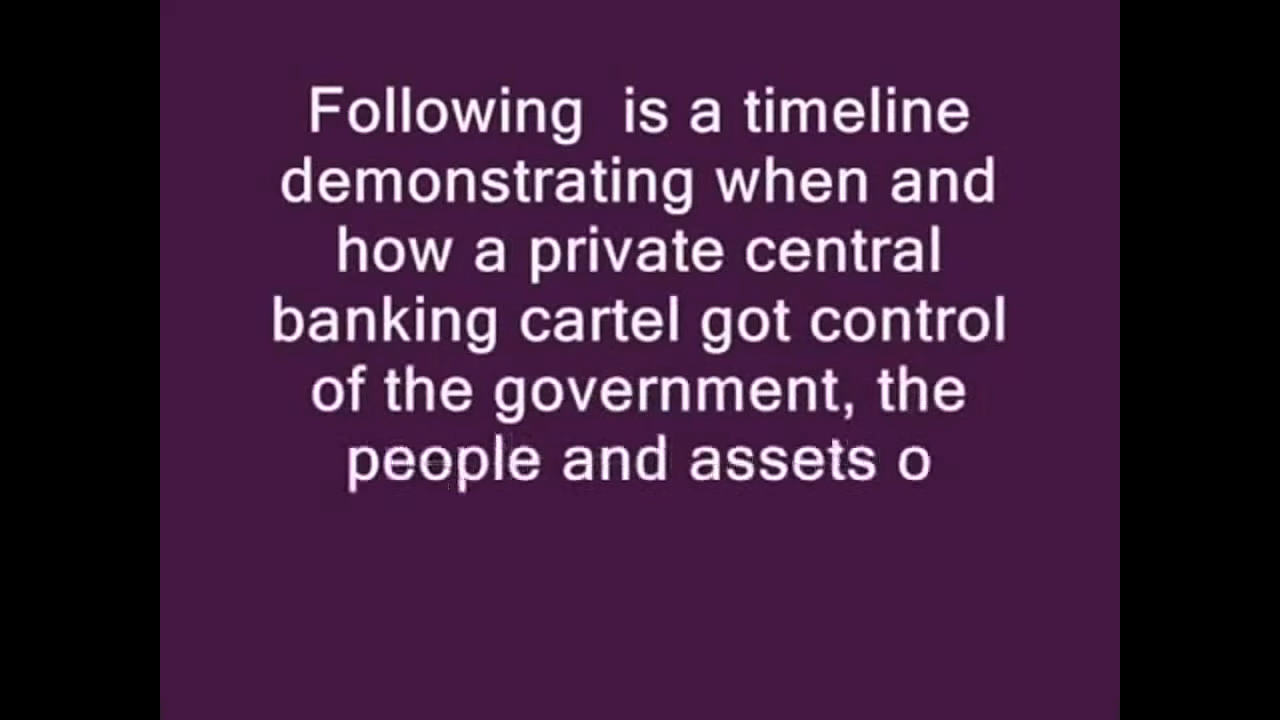 Following  is a timeline
demonstrating when and
how a private central
banking cartel got control
of the government, the
people and assets o